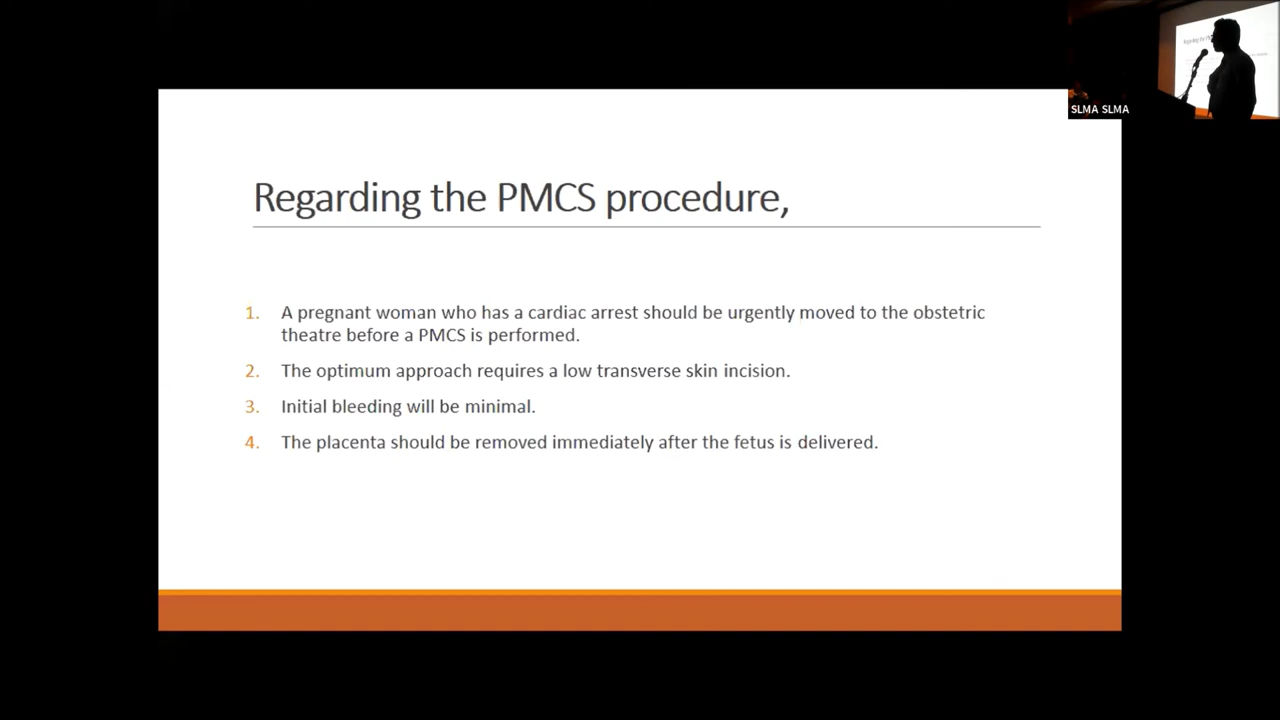 SLMA SLMA
Regarding the PMCS procedure,
1. A pregnant woman who has a cardiac arrest should be urgently moved to the obstetric
theatre before a PMCS is performed.
2. The optimum approach requires a low transverse skin incision.
3. Initial bleeding will be minimal.
4. The placenta should be removed immediately after the fetus is delivered.